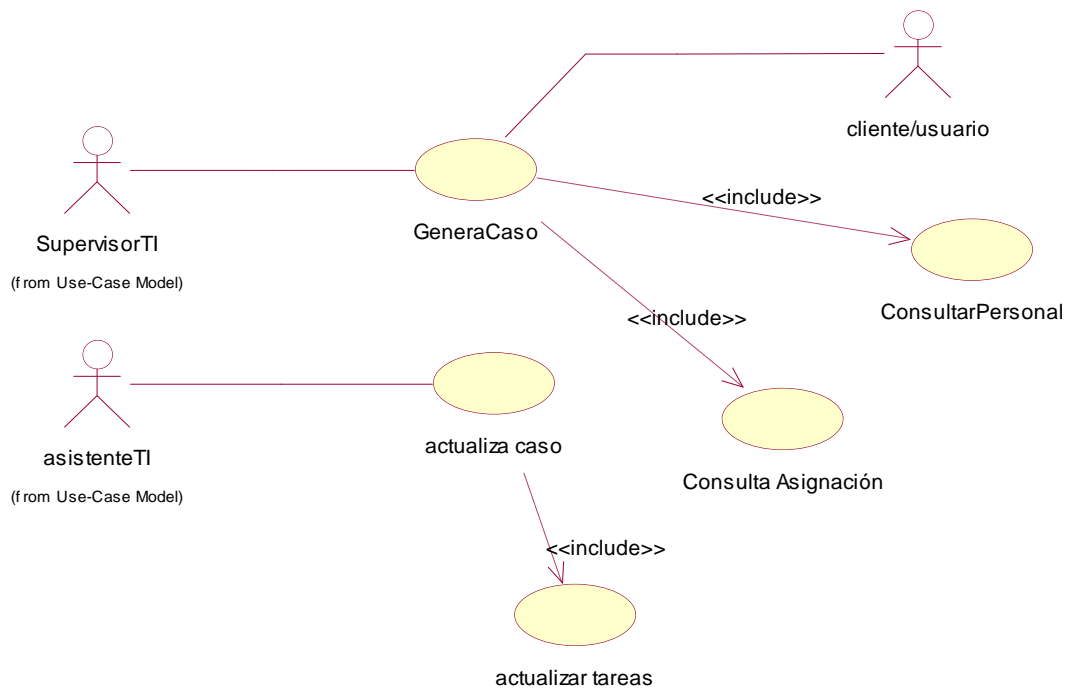 cliente/usuario
<<include>>
SupervisorTI
(from Use-Case Model)
GeneraCaso
ConsultarPersonal
<<include>>
asistenteTI
(from Use-Case Model)
actualiza caso
Consulta Asignación
<<include>>
actualizar tareas